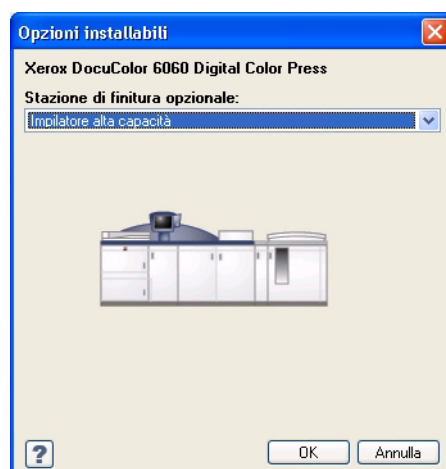 Opzioni installabili
Xerox DocuColor 6060 Digital Color Press
Stazione di finitura opzionale:
Impilatore alta capacità
?
OK
Annulla